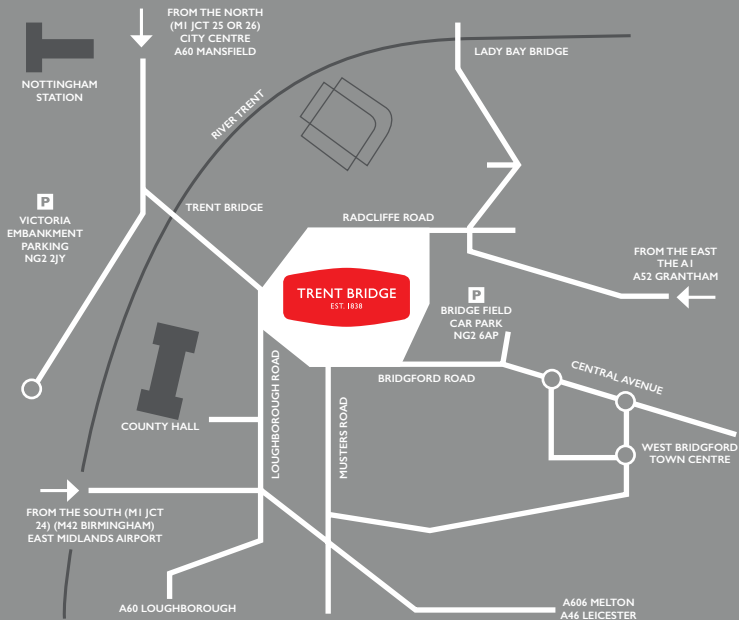 FROM THE NORTH
(M1 JCT 25 OR 26)
CITY CENTRE
A60 MANSFIELD
LADY BAY BRIDGE
NOTTINGHAM
STATION
RIVER TRENT
P
VICTORIA
EMBANKMENT
PARKING
NG2 2JY
TRENT BRIDGE
RADCLIFFE ROAD
FROM THE EAST
THE A1
A52 GRANTHAM
TRENT BRIDGE
EST. 1838
P
BRIDGE FIELD
CAR PARK
NG2 6AP
BRIDGFORD ROAD
CENTRAL AVENUE
LOUGHBOROUGH ROAD
MUSTERS ROAD
COUNTY HALL
WEST BRIDGFORD
TOWN CENTRE
FROM THE SOUTH (M1 JCT
24) (M42 BIRMINGHAM)
EAST MIDLANDS AIRPORT
A60 LOUGHBOROUGH
A606 MELTON
A46 LEICESTER